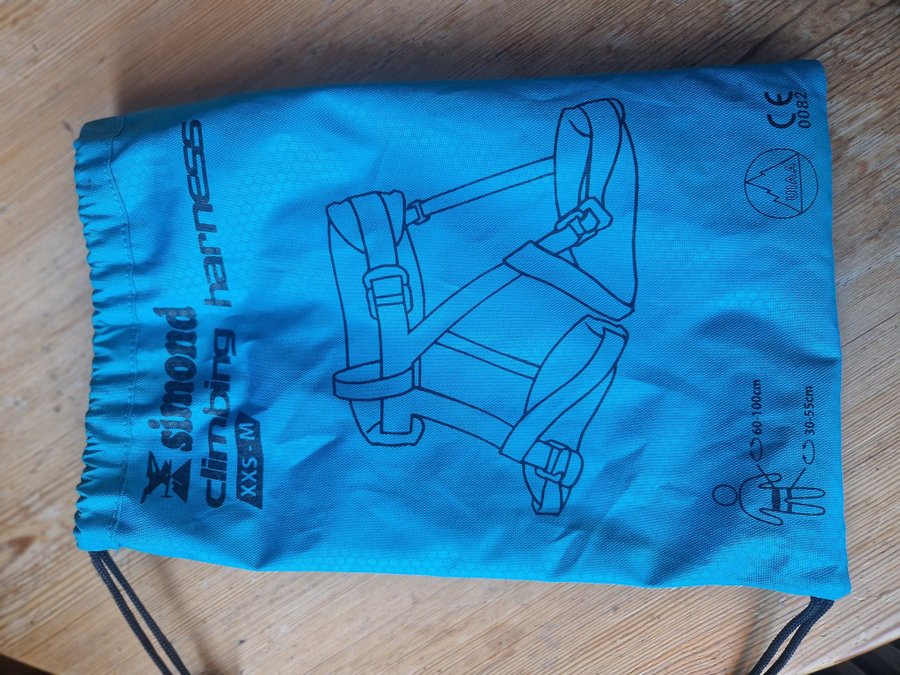 simond
climbing harness
XXS-M
60-100cm
30-55cm
UIAA
CE
0082